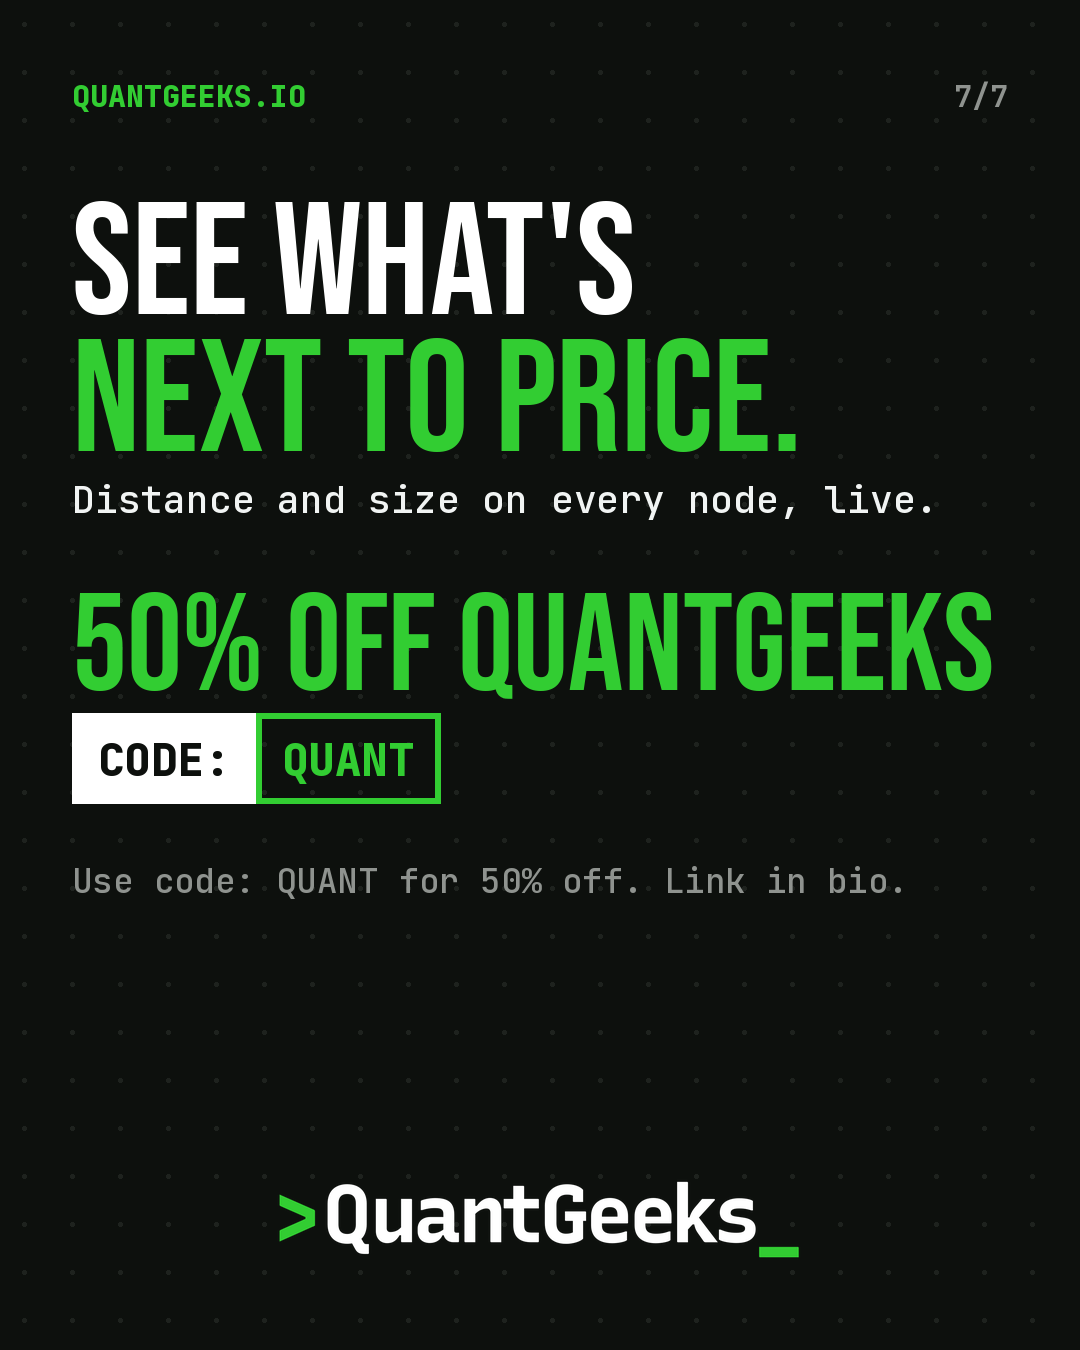 QUANTGEEKS.IO
7/7
SEE WHAT'S
NEXT TO PRICE.
Distance and size on every node, live.
50% OFF QUANTGEEKS
CODE: QUANT
Use code: QUANT for 50% off. Link in bio.
>QuantGeeks_